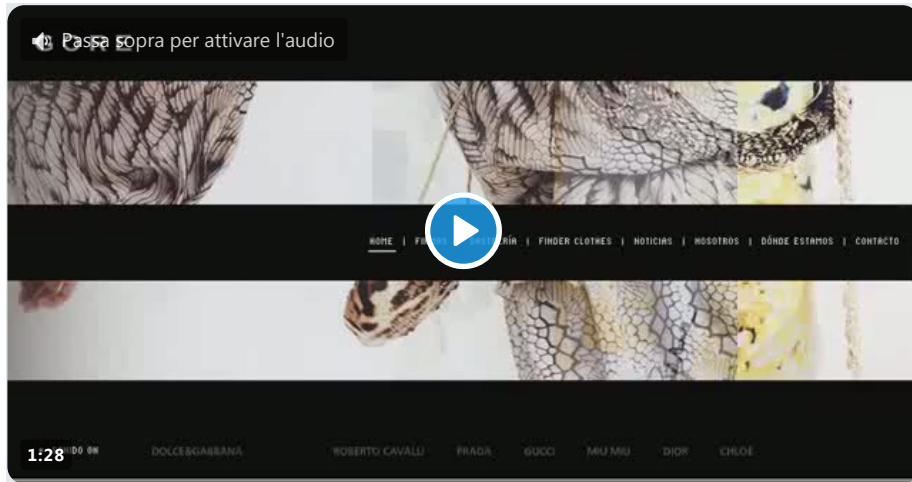 Passa sopra per attivare l'audio
HOME | | FINDER CLOTHES | NOTICIAS | NOSOTROS | DÓNDE ESTAMOS | CONTACTO
1:28 DOLCE&GABBANA ROBERTO CAVALLI PRADA GUCCI MIU MIU DIOR CHLOÉ